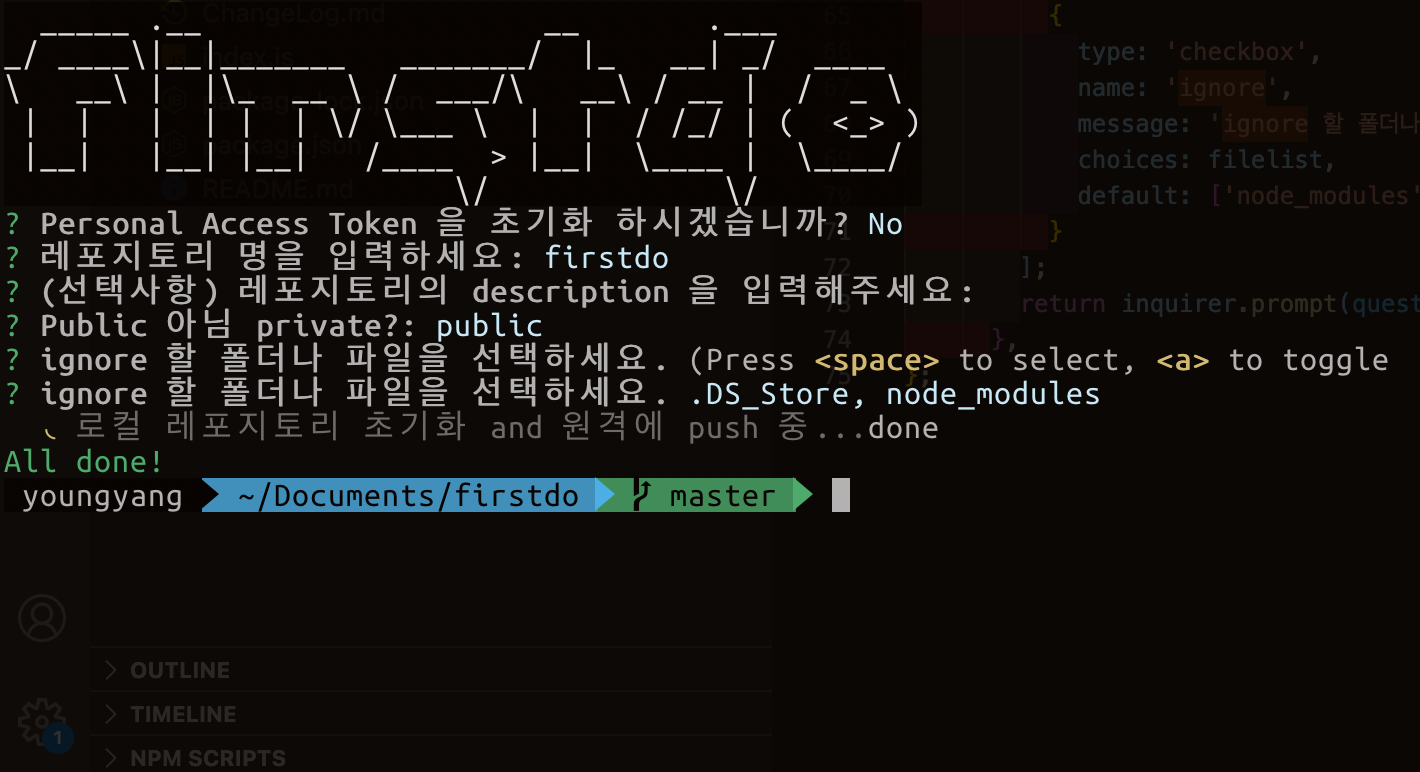 firstdo
? Personal Access Token 을 초기화 하시겠습니까? No
? 레포지토리 명을 입력하세요: firstdo
? (선택사항) 레포지토리의 description 을 입력해주세요:
? Public 아님 private?: public
? ignore 할 폴더나 파일을 선택하세요. (Press <space> to select, <a> to toggle
? ignore 할 폴더나 파일을 선택하세요. .DS_Store, node_modules
로컬 레포지토리 초기화 and 원격에 push 중...done
All done!
youngyang ~/Documents/firstdo master
ChangeLog.md
index.js
package-lock.json
package.json
README.md
OUTLINE
TIMELINE
NPM SCRIPTS
1
65 {
type: 'checkbox',
name: 'ignore',
message: 'ignore 할 폴더나
choices: filelist,
default: ['node_modules'
71 }
72 ];
73 return inquirer.prompt(quest
74 },